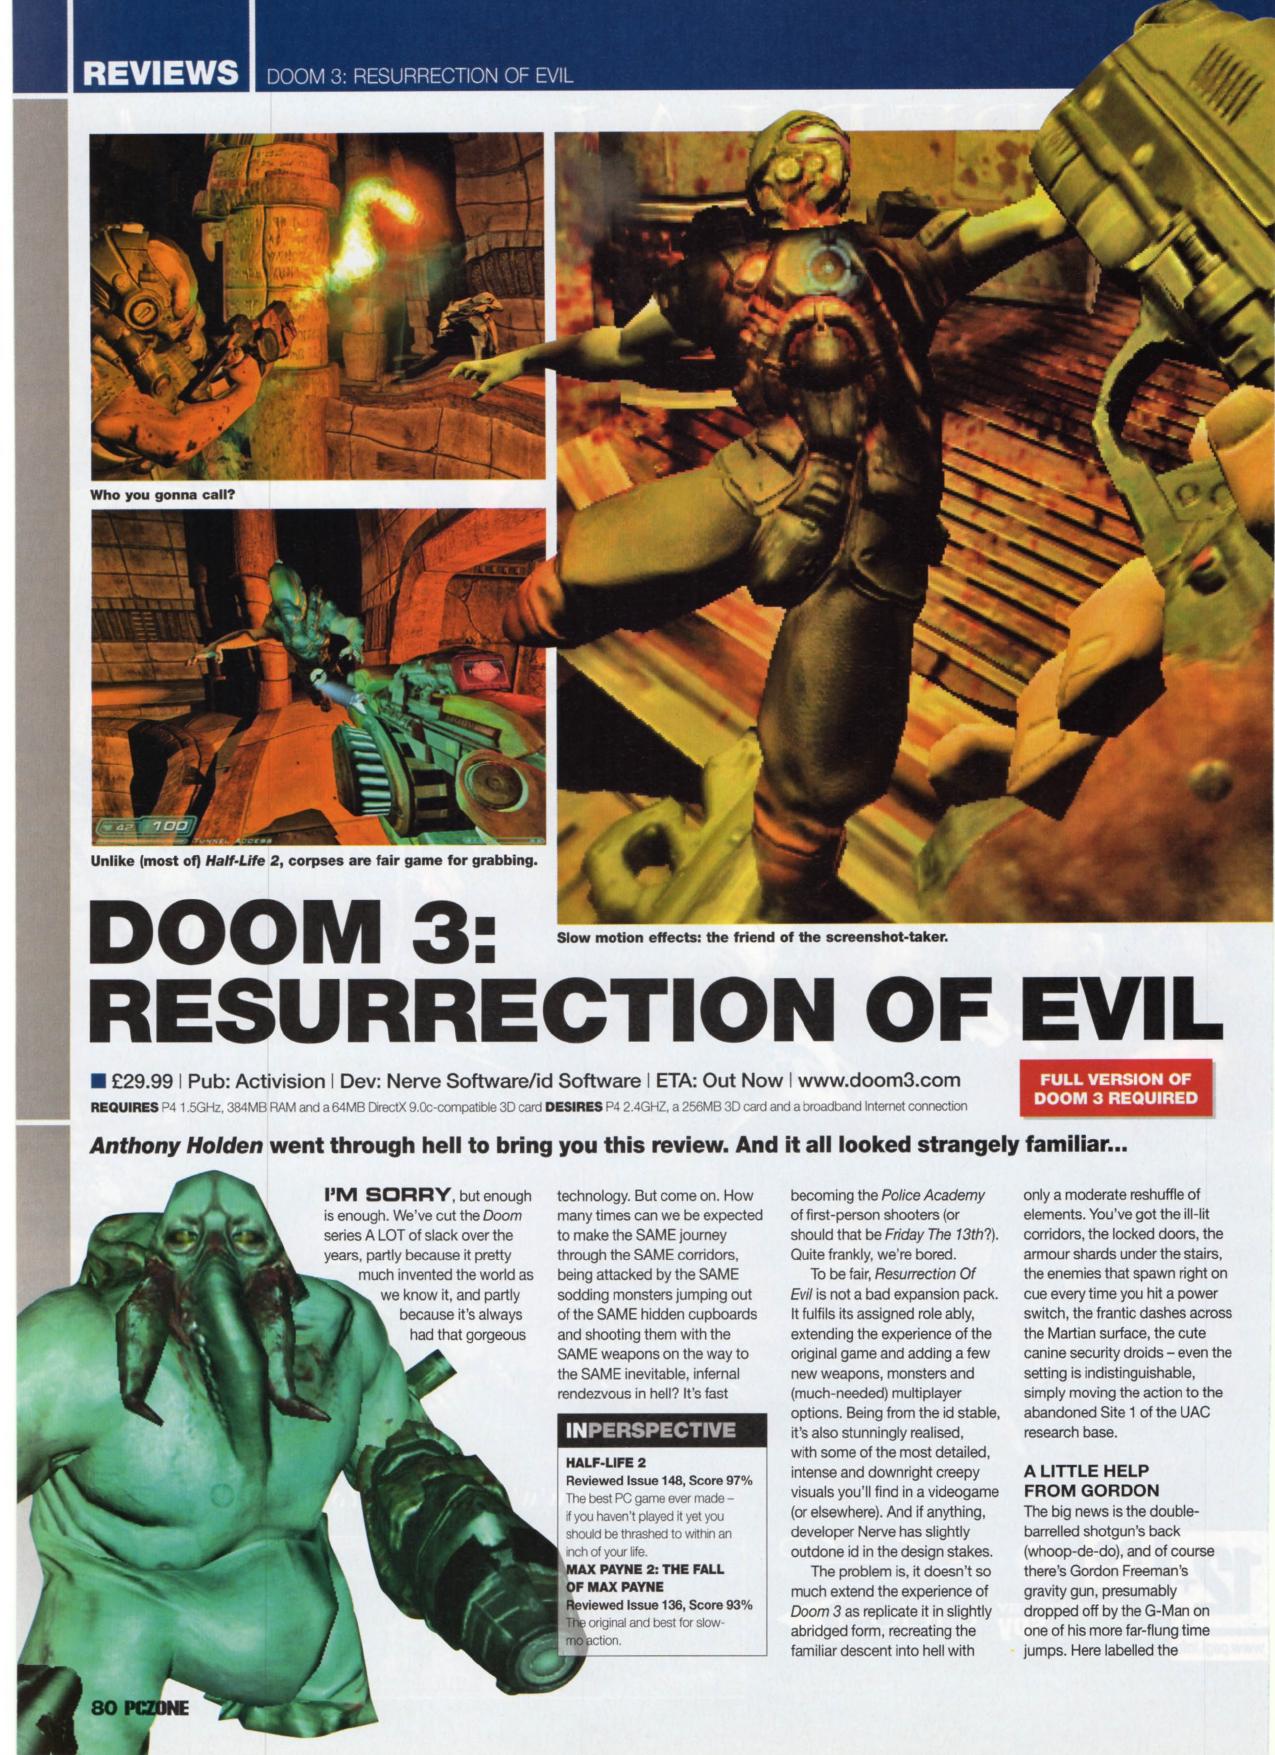 REVIEWS
DOOM 3: RESURRECTION OF EVIL
Who you gonna call?
42 100
TUNNEL ACCESS
Unlike (most of) Half-Life 2, corpses are fair game for grabbing.
Slow motion effects: the friend of the screenshot-taker.
DOOM 3:
RESURRECTION OF EVIL
£29.99 | Pub: Activision | Dev: Nerve Software/id Software | ETA: Out Now | www.doom3.com
REQUIRES P4 1.5GHz, 384MB RAM and a 64MB DirectX 9.0c-compatible 3D card DESIRES P4 2.4GHZ, a 256MB 3D card and a broadband Internet connection
FULL VERSION OF
DOOM 3 REQUIRED
Anthony Holden went through hell to bring you this review. And it all looked strangely familiar...
I'M SORRY, but enough
is enough. We've cut the Doom
series A LOT of slack over the
years, partly because it pretty
much invented the world as
we know it, and partly
because it's always
had that gorgeous
technology. But come on. How
many times can we be expected
to make the SAME journey
through the SAME corridors,
being attacked by the SAME
sodding monsters jumping out
of the SAME hidden cupboards
and shooting them with the
SAME weapons on the way to
the SAME inevitable, infernal
rendezvous in hell? It's fast
INPERSPECTIVE
HALF-LIFE 2
Reviewed Issue 148, Score 97%
The best PC game ever made –
if you haven't played it yet you
should be thrashed to within an
inch of your life.
MAX PAYNE 2: THE FALL
OF MAX PAYNE
Reviewed Issue 136, Score 93%
The original and best for slow-
mo action.
becoming the Police Academy
of first-person shooters (or
should that be Friday The 13th?).
Quite frankly, we're bored.
To be fair, Resurrection Of
Evil is not a bad expansion pack.
It fulfils its assigned role ably,
extending the experience of the
original game and adding a few
new weapons, monsters and
(much-needed) multiplayer
options. Being from the id stable,
it's also stunningly realised,
with some of the most detailed,
intense and downright creepy
visuals you'll find in a videogame
(or elsewhere). And if anything,
developer Nerve has slightly
outdone id in the design stakes.
The problem is, it doesn't so
much extend the experience of
Doom 3 as replicate it in slightly
abridged form, recreating the
familiar descent into hell with
only a moderate reshuffle of
elements. You've got the ill-lit
corridors, the locked doors, the
armour shards under the stairs,
the enemies that spawn right on
cue every time you hit a power
switch, the frantic dashes across
the Martian surface, the cute
canine security droids – even the
setting is indistinguishable,
simply moving the action to the
abandoned Site 1 of the UAC
research base.
A LITTLE HELP
FROM GORDON
The big news is the double-
barrelled shotgun's back
(whoop-de-do), and of course
there's Gordon Freeman's
gravity gun, presumably
dropped off by the G-Man on
one of his more far-flung time
jumps. Here labelled the
80 PCZONE